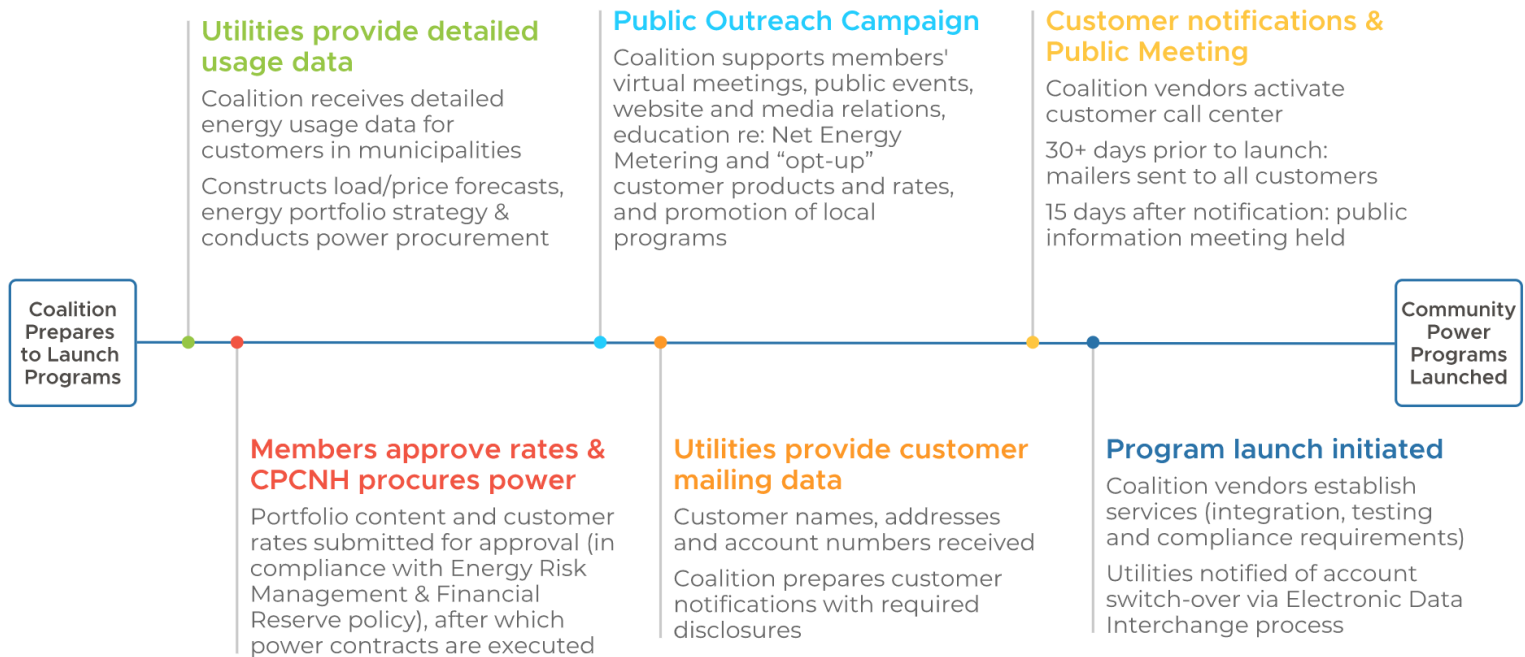 Utilities provide detailed
usage data
Coalition receives detailed
energy usage data for
customers in municipalities
Constructs load/price forecasts,
energy portfolio strategy &
conducts power procurement
Public Outreach Campaign
Coalition supports members'
virtual meetings, public events,
website and media relations,
education re: Net Energy
Metering and “opt-up”
customer products and rates,
and promotion of local
programs
Customer notifications &
Public Meeting
Coalition vendors activate
customer call center
30+ days prior to launch:
mailers sent to all customers
15 days after notification: public
information meeting held
Coalition
Prepares
to Launch
Programs
Community
Power
Programs
Launched
Members approve rates &
CPCNH procures power
Portfolio content and customer
rates submitted for approval (in
compliance with Energy Risk
Management & Financial
Reserve policy), after which
power contracts are executed
Utilities provide customer
mailing data
Customer names, addresses
and account numbers received
Coalition prepares customer
notifications with required
disclosures
Program launch initiated
Coalition vendors establish
services (integration, testing
and compliance requirements)
Utilities notified of account
switch-over via Electronic Data
Interchange process